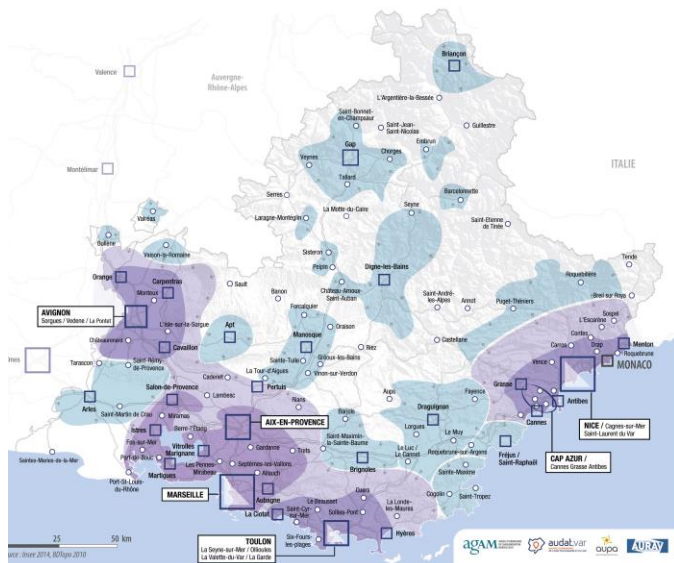 Valence
Auvergne-
Rhône-Alpes
Montélimar
ITALIE
Briançon
L'Argentière-la-Bessée
Saint-Bonnet-
en-Champsaur
Saint-Jean-
Saint-Nicolas
Guillestre
Gap
Chorges
Embrun
Veynes
Tallard
Barcelonnette
Serres
La Motte-du-Caire
Seyne
Laragne-Montéglin
Saint-Etienne
de Tinée
Valréas
Bollène
Vaison-la-Romaine
Sisteron
Peipin
Digne-les-Bains
Château-Arnoux-
Saint-Auban
Tende
Roquebillière
Breil sur Roya
Orange
Carpentras
Monteux
Sault
Banon
Saint-André-
les-Alpes
Annot
Puget-Théniers
Sospel
L'Escarène
Contes
AVIGNON
Sorgues / Vedène / Le Pontet
Forcalquier
L'Isle-sur-la-Sorgue
Apt
Oraison
Manosque
Castellane
Carros
Drap
Menton
Roquebrune
MONACO
Châteaurenard
Cavaillon
Saint-Rémy-
de-Provence
Tarascon
Sainte-Tulle
Gréoux-les-Bains
Riez
Vinon-sur-Verdon
La Tour-d'Aigues
Vence
Grasse
Antibes
Cadenet
Pertuis
Salon-de-Provence
Lambesc
Arles
Saint-Martin de Crau
Miramas
Rians
Aups
Fayence
Cannes
NICE / Cagnes-sur-Mer
Saint-Laurent du Var
Draguignan
Barjols
Lorgues
Istres
Berre-l'Étang
AIX-EN-PROVENCE
Fos-sur-Mer
Vitrolles
Marignane
Gardanne
Trets
Saint-Maximin-
la-Sainte-Baume
Le Muy
Roquebrune-sur-Argens
Le Luc /
Le Cannet
Fréjus /
Saint-Raphaël
CAP AZUR /
Cannes Grasse Antibes
Saintes-Maries-de-la-Mer
Port-de-Bouc
Les Pennes-
Mirabeau
Septèmes-les-Vallons
Allauch
Brignoles
Sainte-Maxime
Martigues
Port-St-Louis-
du-Rhône
MARSEILLE
Aubagne
Cuers
Cogolin
Saint-Tropez
Le Beausset
Solliès-Pont
La Londe-
les-Maures
La Ciotat
Saint-Cyr-
sur-Mer
Six-Fours-
les-plages
Hyères
TOULON
La Seyne-sur-Mer / Ollioules
La Valette-du-Var / La Garde
25
50 km
Insee 2014, BDTopo 2010
agam
audat.var
aupa
AURAV